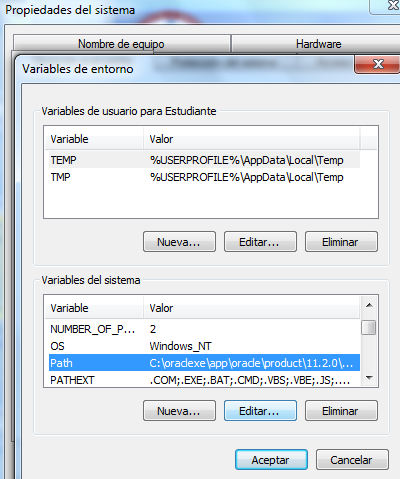 Propiedades del sistema
Nombre de equipo Hardware
Variables de entorno
Variables de usuario para Estudiante
Variable Valor
TEMP %USERPROFILE%\AppData\Local\Temp
TMP %USERPROFILE%\AppData\Local\Temp
Nueva... Editar... Eliminar
Variables del sistema
Variable Valor
NUMBER_OF_P... 2
OS Windows_NT
Path C:\oradexe\app\oracle\product\11.2.0\...
PATHEXT .COM;.EXE;.BAT;.CMD;.VBS;.VBE;.JS;....
Nueva... Editar... Eliminar
Aceptar Cancelar